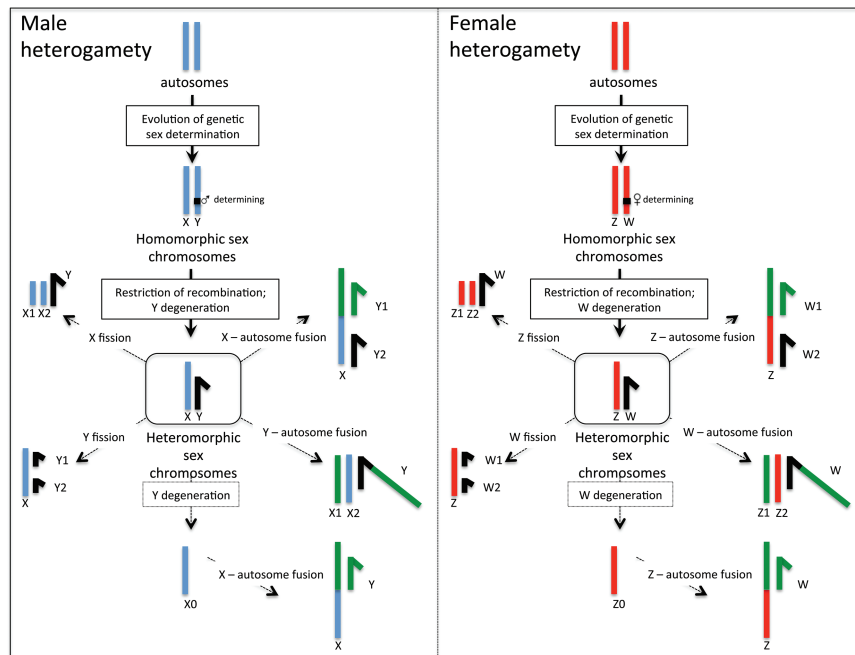 Male
heterogamety
autosomes
Evolution of genetic
sex determination
♂ determining
X Y
Homomorphic sex
chromosomes
Restriction of recombination;
Y degeneration
Y
X1 X2
X fission
X – autosome fusion
Y1
Y2
X
X Y
Heteromorphic
sex
chromosomes
Y fission
Y1
Y2
X
Y – autosome fusion
Y
X1 X2
Y degeneration
X0
X – autosome fusion
Y
X
Female
heterogamety
autosomes
Evolution of genetic
sex determination
♀ determining
Z W
Homomorphic sex
chromosomes
Restriction of recombination;
W degeneration
W
Z1 Z2
Z fission
Z – autosome fusion
W1
W2
Z
Z W
Heteromorphic
sex
chromosomes
W fission
W1
W2
Z
W – autosome fusion
W
Z1 Z2
W degeneration
Z0
Z – autosome fusion
W
Z